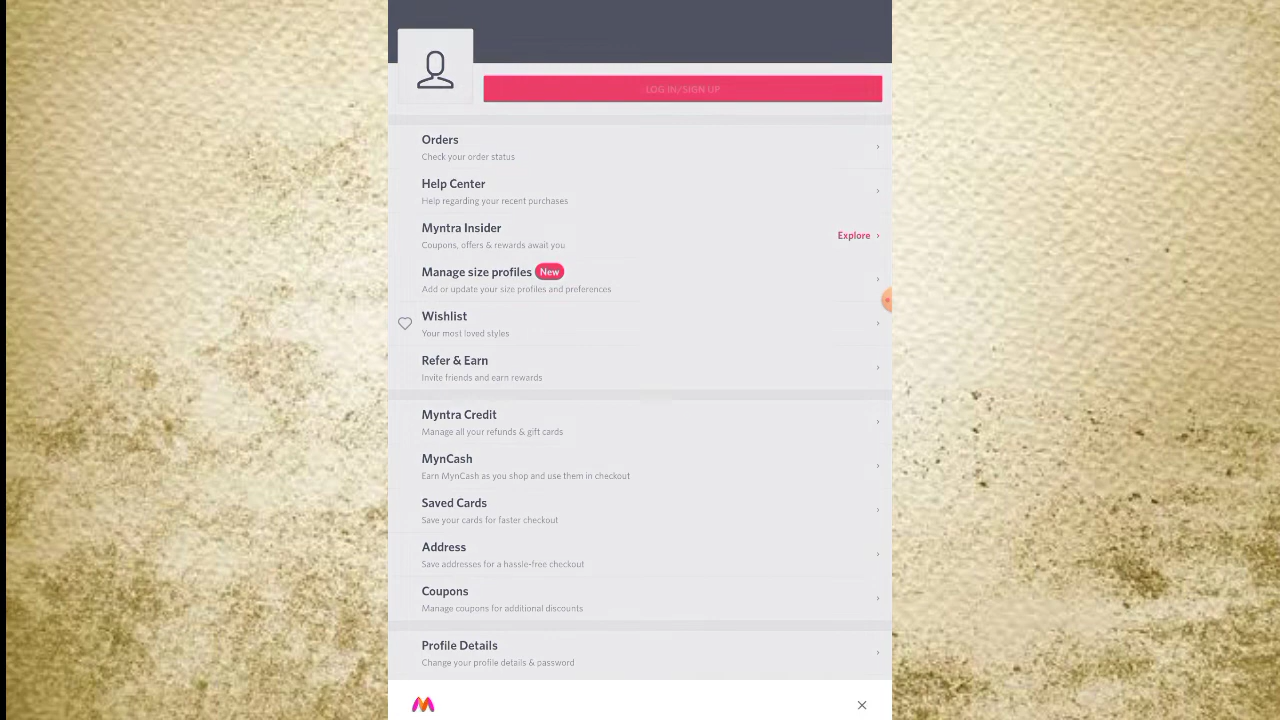 LOG IN/SIGN UP
Orders
Check your order status
Help Center
Help regarding your recent purchases
Myntra Insider
Coupons, offers & rewards await you
Explore
Manage size profiles New
Add or update your size profiles and preferences
Wishlist
Your most loved styles
Refer & Earn
Invite friends and earn rewards
Myntra Credit
Manage all your refunds & gift cards
MynCash
Earn MynCash as you shop and use them in checkout
Saved Cards
Save your cards for faster checkout
Address
Save addresses for a hassle-free checkout
Coupons
Manage coupons for additional discounts
Profile Details
Change your profile details & password